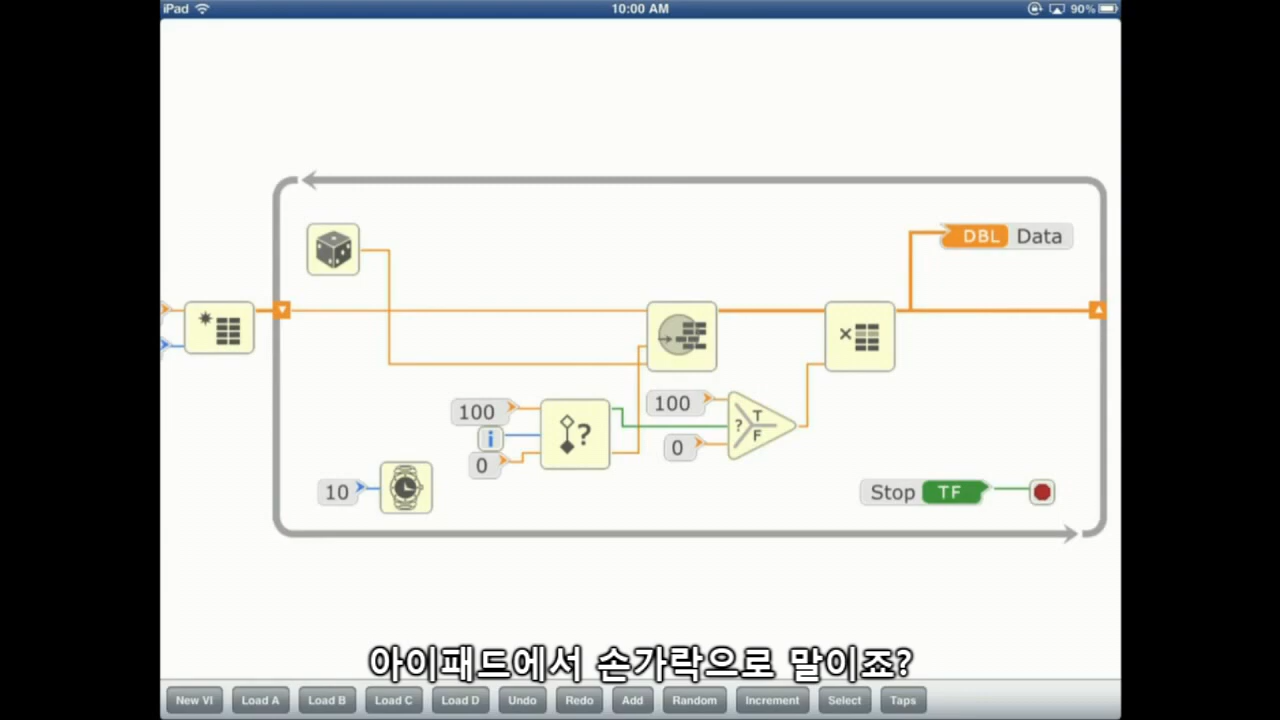 iPad 10:00 AM 90%
DBL Data
100
i
0
100
? T F
0
?
10
Stop TF
아이패드에서 손가락으로 말이죠?
New VI Load A Load B Load C Load D Undo Redo Add Random Increment Select Taps